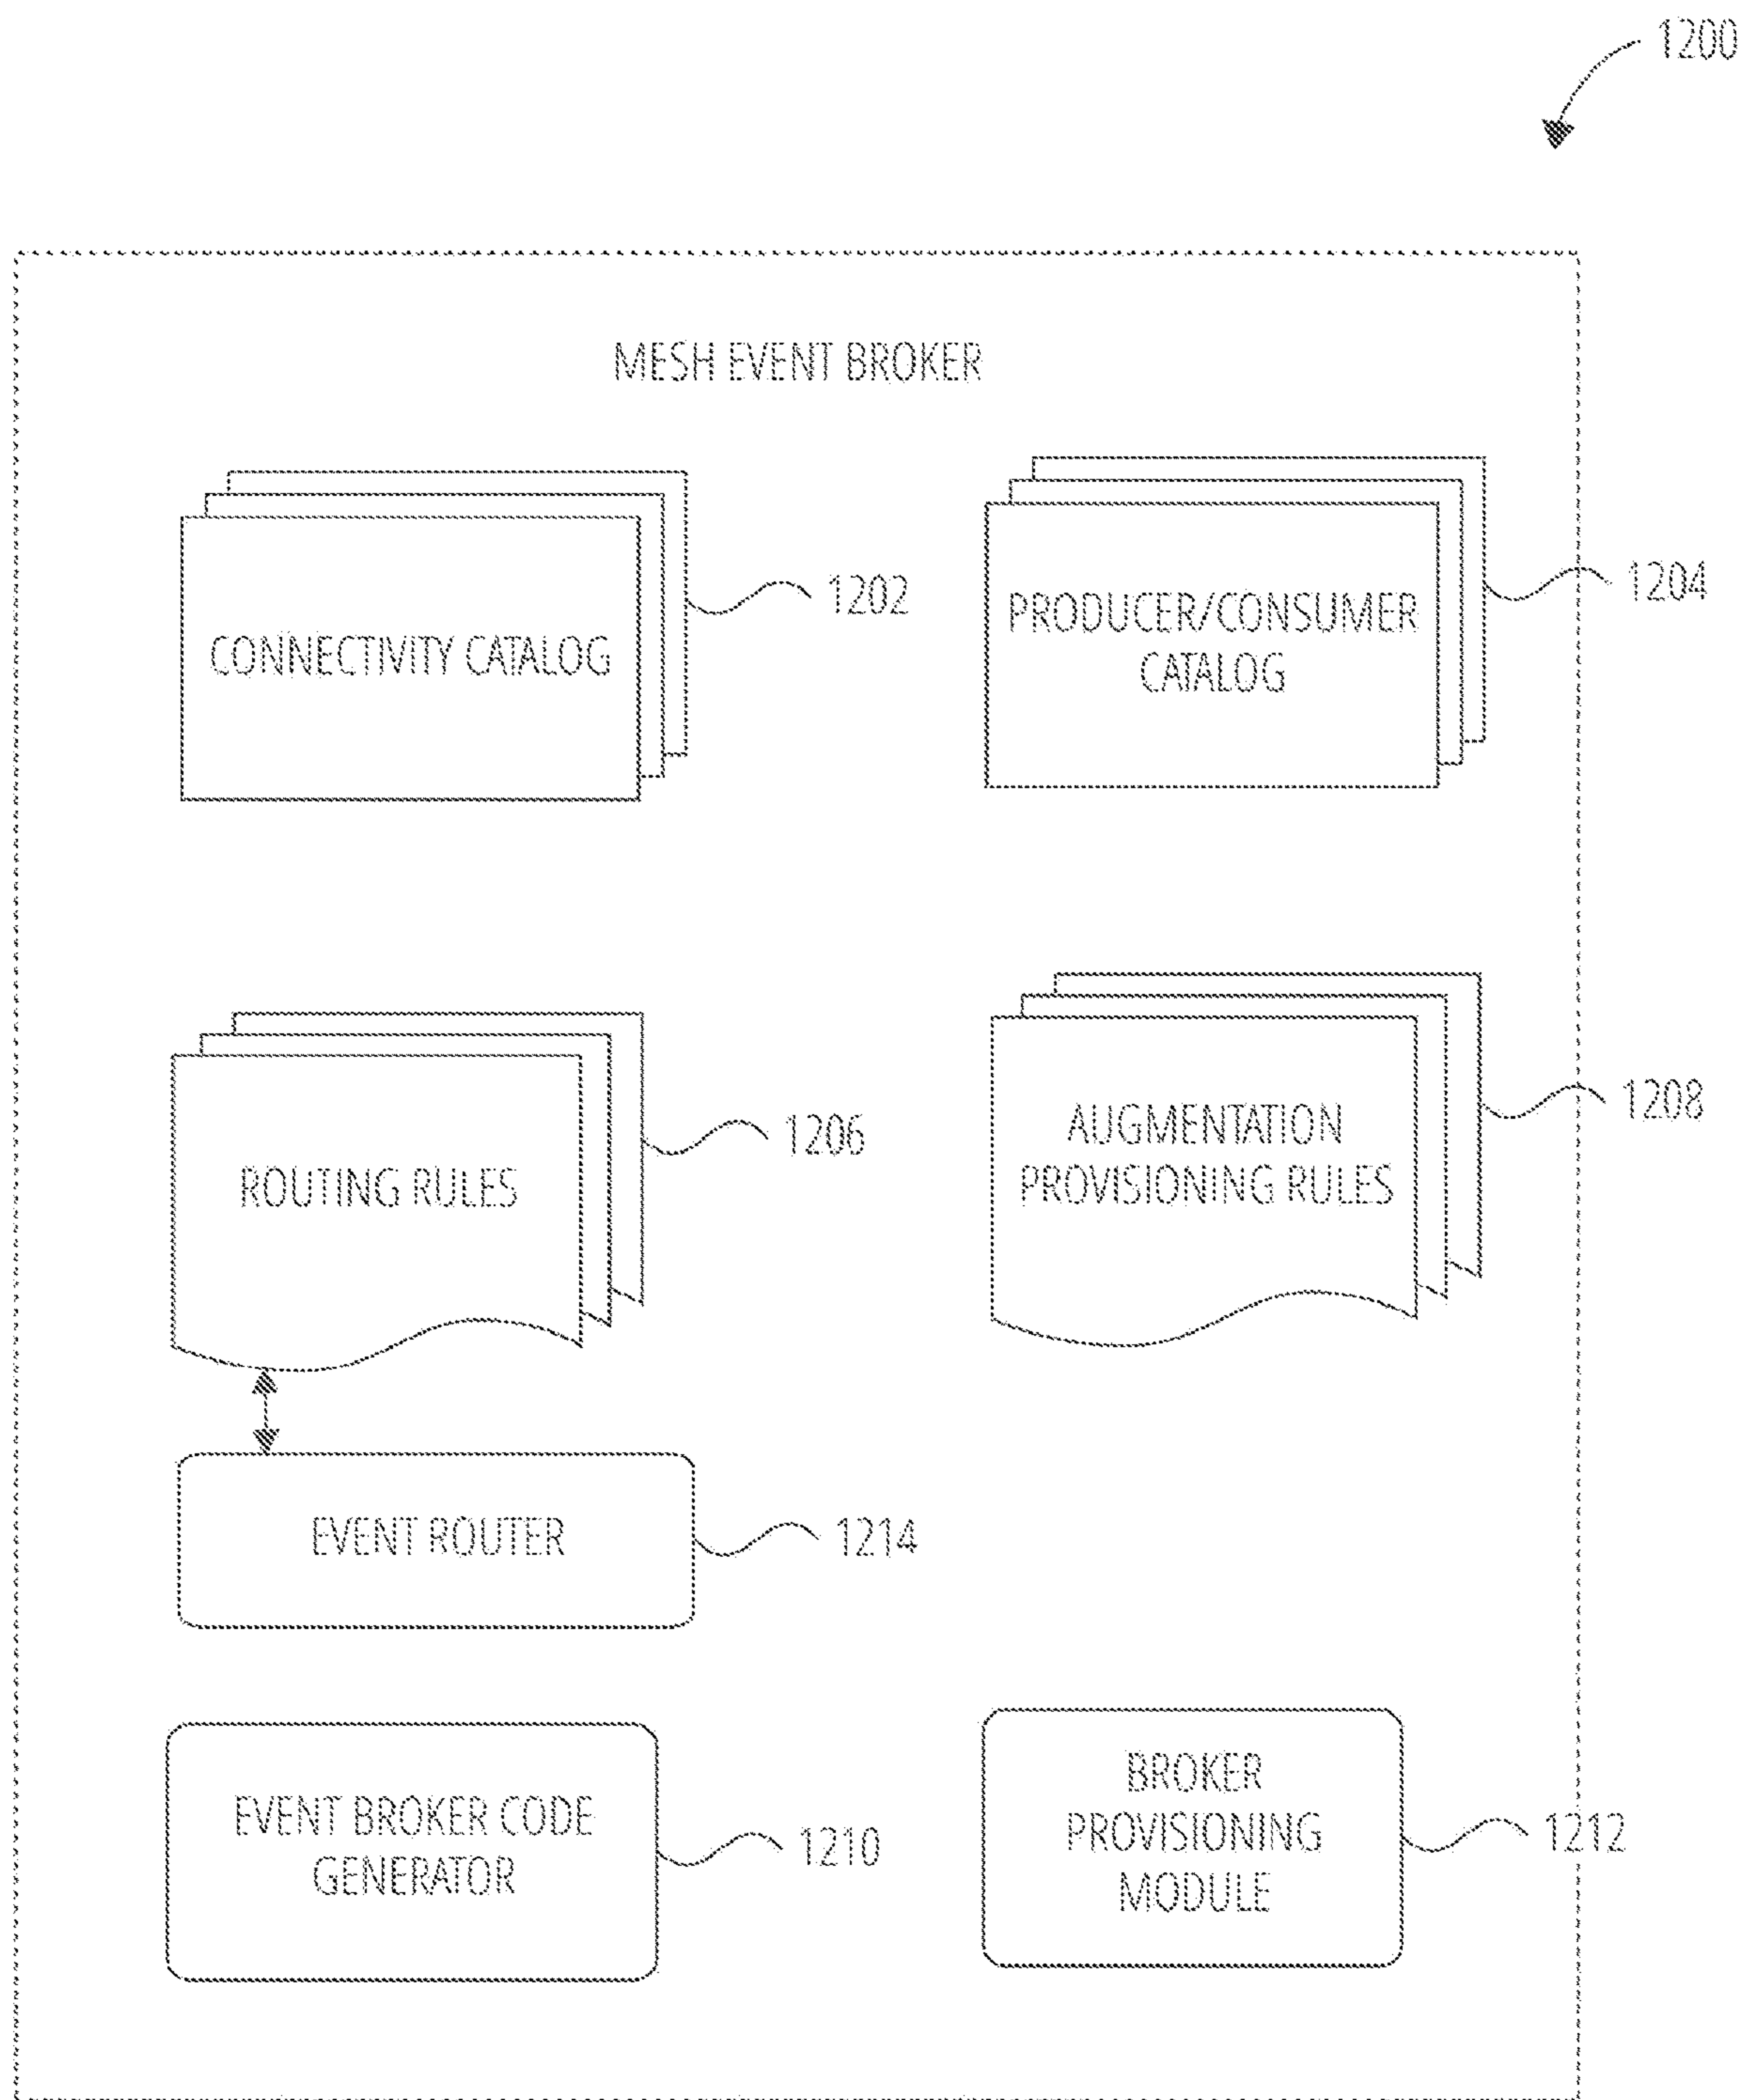 1200
MESH EVENT BROKER
CONNECTIVITY CATALOG
1202
PRODUCER/CONSUMER
CATALOG
1204
ROUTING RULES
1206
AUGMENTATION
PROVISIONING RULES
1208
EVENT ROUTER
1214
EVENT BROKER CODE
GENERATOR
1210
BROKER
PROVISIONING
MODULE
1212